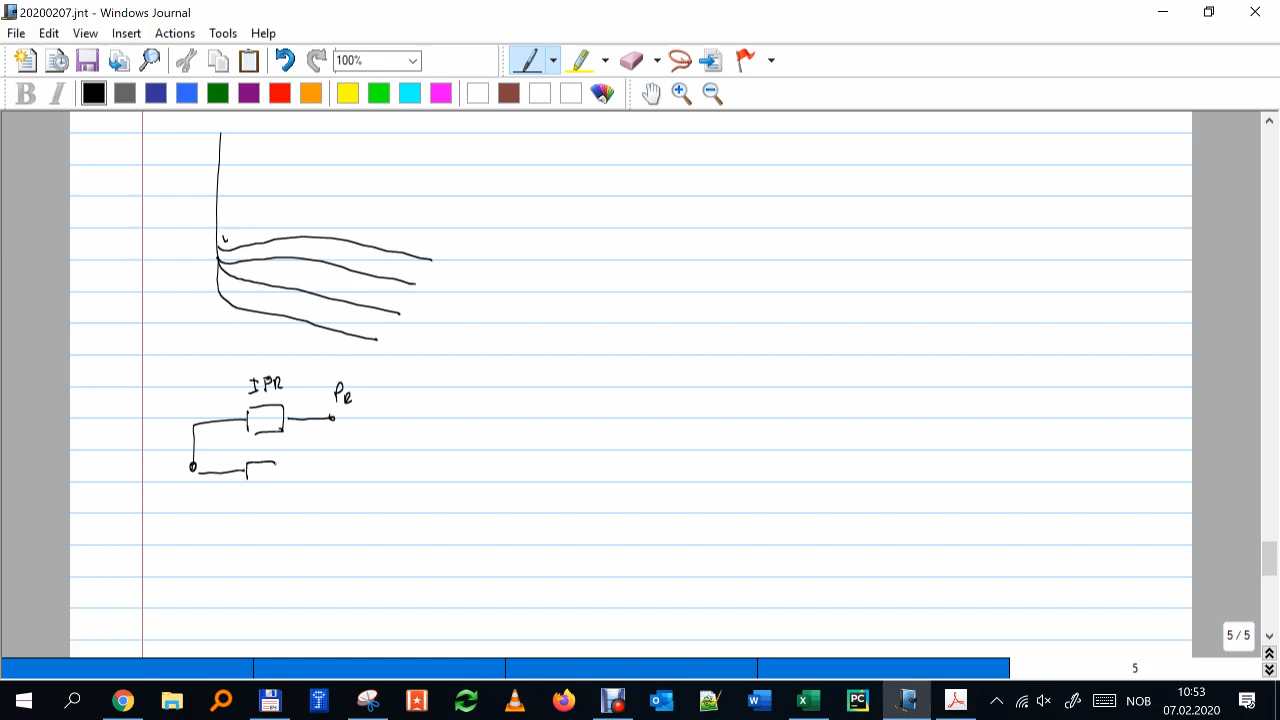 20200207.jnt - Windows Journal
File Edit View Insert Actions Tools Help
100%
B I
IPR
PR
5 / 5
5
NOB
10:53
07.02.2020